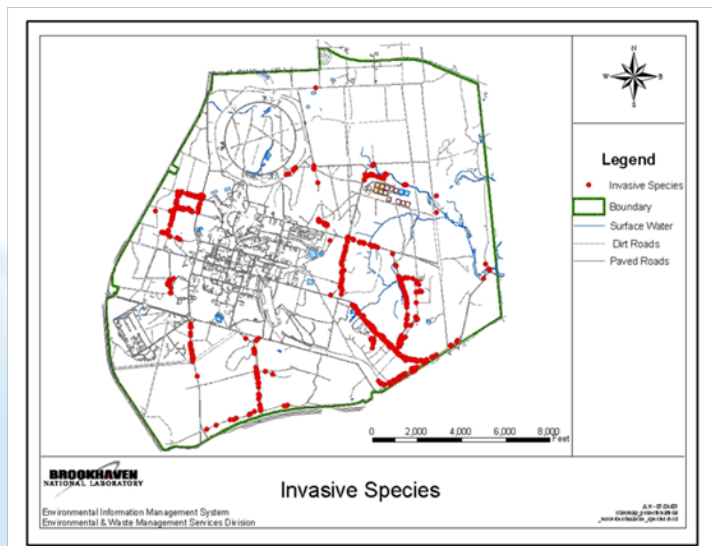 N
W
E
S
Legend
Invasive Species
Boundary
Surface Water
Dirt Roads
Paved Roads
0 2,000 4,000 6,000 8,000
Feet
BROOKHAVEN
NATIONAL LABORATORY
Invasive Species
Environmental Information Management System
Environmental & Waste Management Services Division